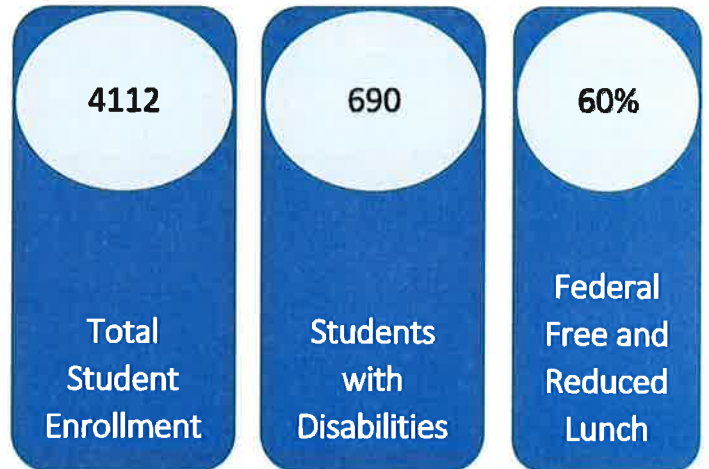 4112
Total
Student
Enrollment
690
Students
with
Disabilities
60%
Federal
Free and
Reduced
Lunch